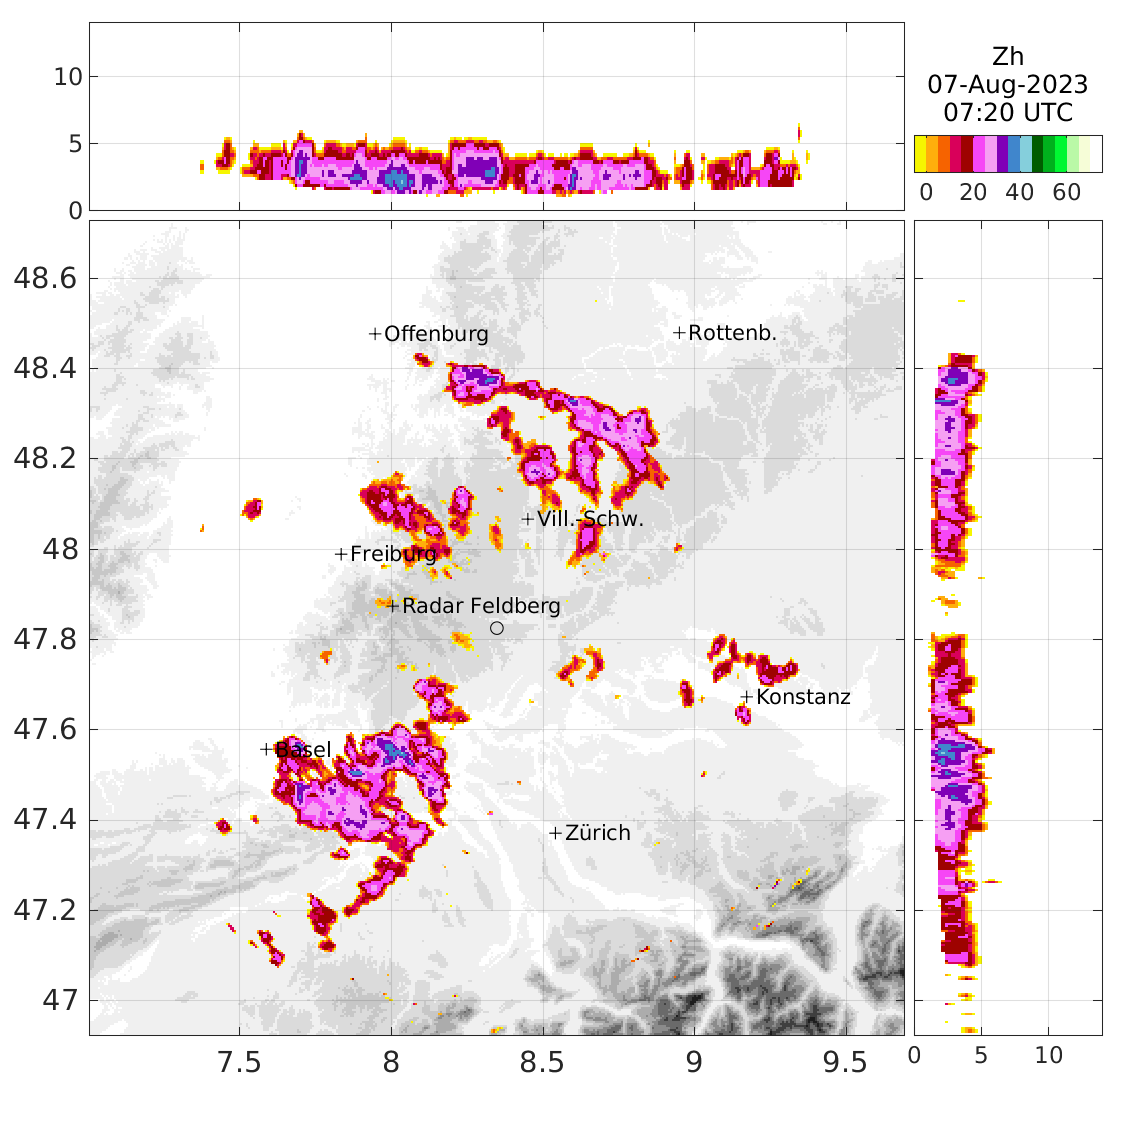 Zh
07-Aug-2023
07:20 UTC
0 20 40 60
10
5
0
48.6
48.4
48.2
48
47.8
47.6
47.4
47.2
47
+Offenburg
+Rottenb.
+Vill.-Schw.
+Freiburg
+Radar Feldberg
+Konstanz
+Basel
+Zürich
7.5 8 8.5 9 9.5
0 5 10